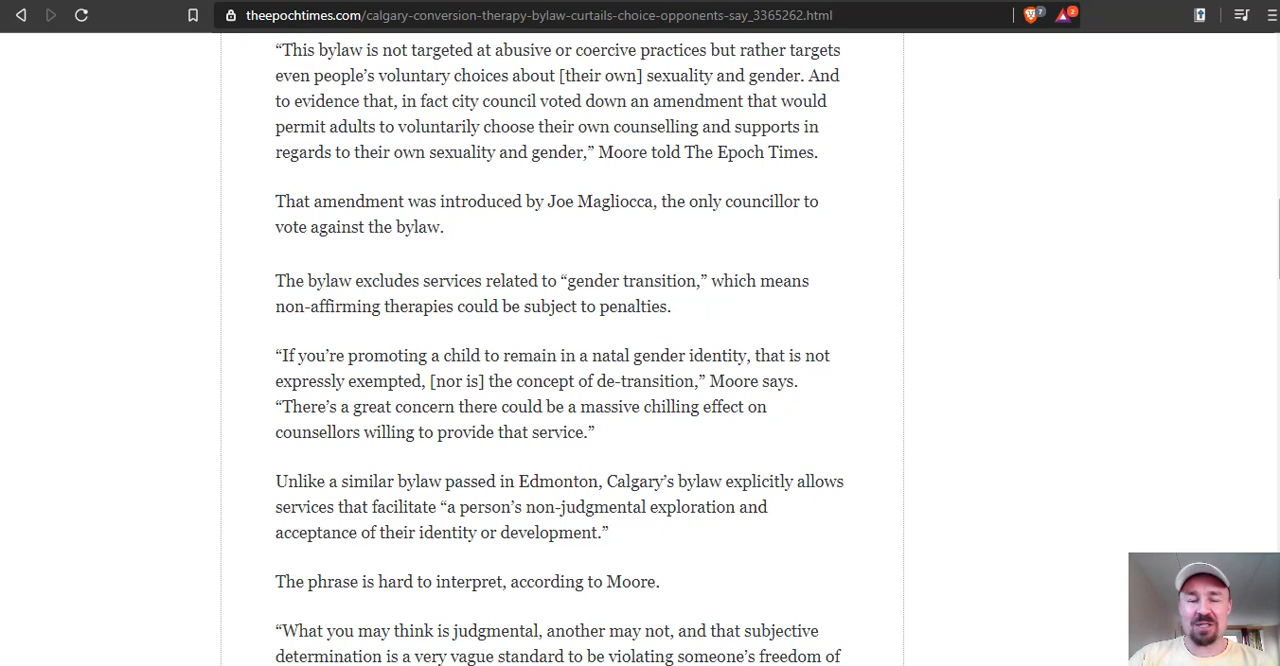 theepochtimes.com/calgary-conversion-therapy-bylaw-curtails-choice-opponents-say_3365262.html
7
2
“This bylaw is not targeted at abusive or coercive practices but rather targets
even people’s voluntary choices about [their own] sexuality and gender. And
to evidence that, in fact city council voted down an amendment that would
permit adults to voluntarily choose their own counselling and supports in
regards to their own sexuality and gender,” Moore told The Epoch Times.
That amendment was introduced by Joe Magliocca, the only councillor to
vote against the bylaw.
The bylaw excludes services related to “gender transition,” which means
non-affirming therapies could be subject to penalties.
“If you’re promoting a child to remain in a natal gender identity, that is not
expressly exempted, [nor is] the concept of de-transition,” Moore says.
“There’s a great concern there could be a massive chilling effect on
counsellors willing to provide that service.”
Unlike a similar bylaw passed in Edmonton, Calgary’s bylaw explicitly allows
services that facilitate “a person’s non-judgmental exploration and
acceptance of their identity or development.”
The phrase is hard to interpret, according to Moore.
“What you may think is judgmental, another may not, and that subjective
determination is a very vague standard to be violating someone’s freedom of